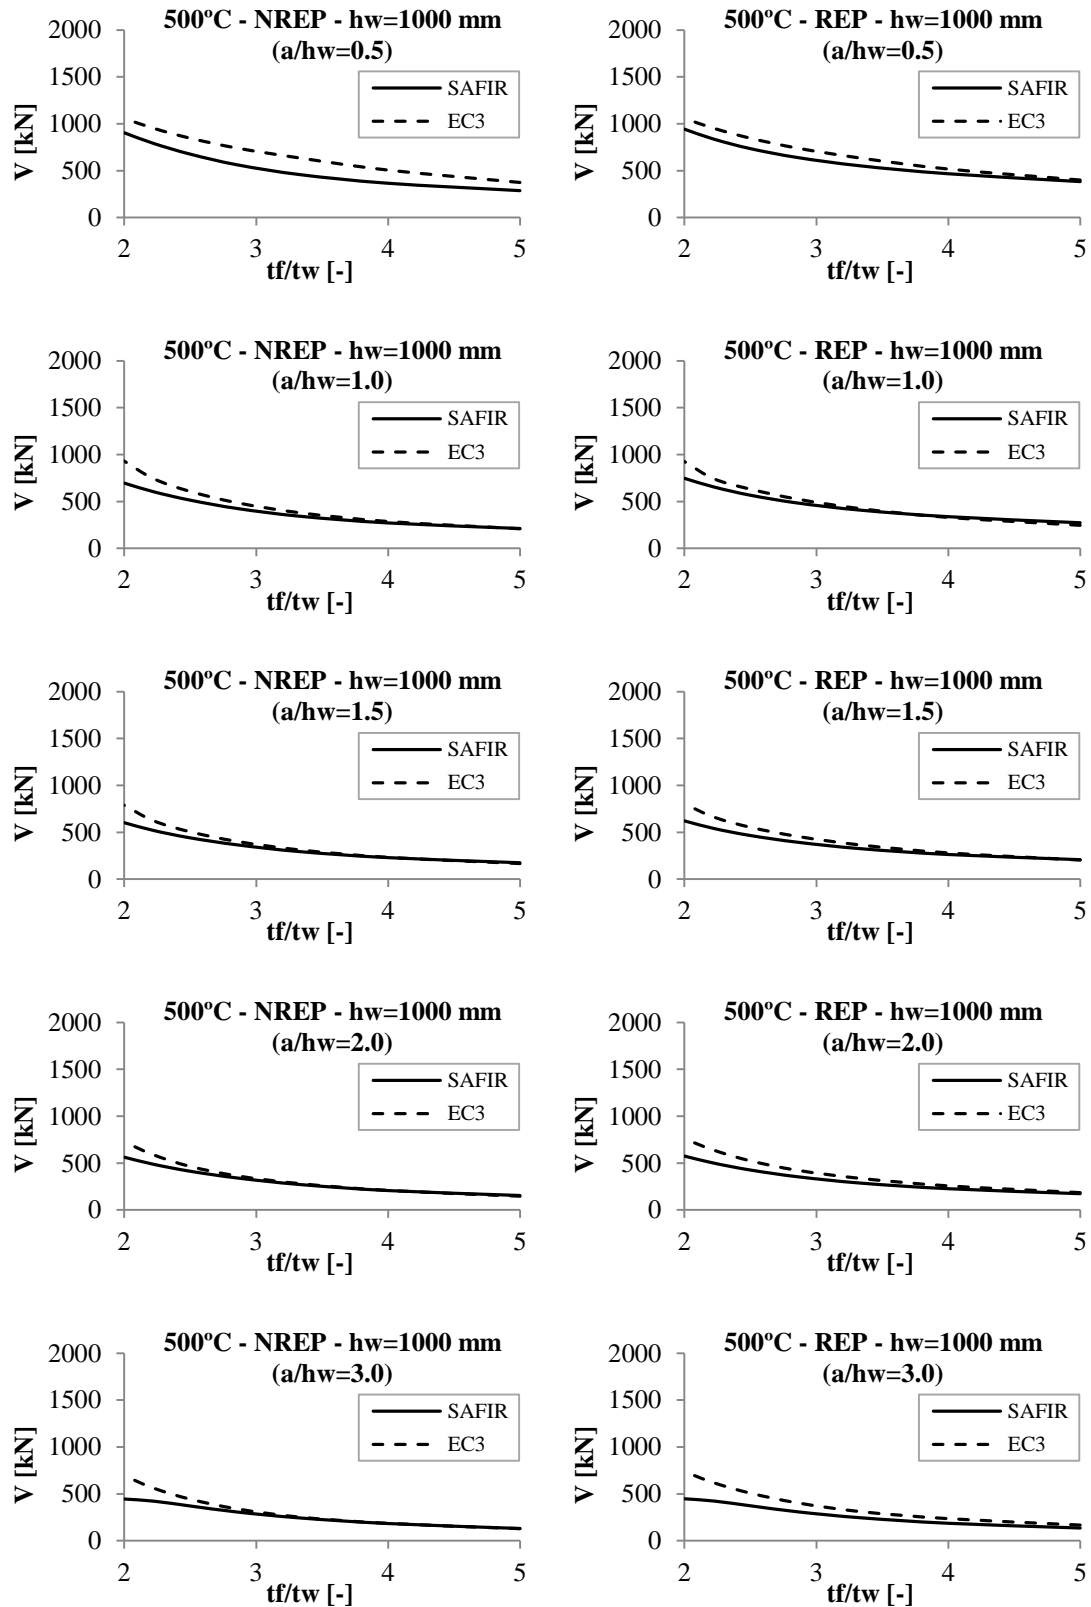 500ºC - NREP - hw=1000 mm
(a/hw=0.5)
V [kN]
2000
1500
1000
500
0
SAFIR
EC3
2 3 4 5
tf/tw [-]
500ºC - REP - hw=1000 mm
(a/hw=0.5)
V [kN]
2000
1500
1000
500
0
SAFIR
EC3
2 3 4 5
tf/tw [-]
500ºC - NREP - hw=1000 mm
(a/hw=1.0)
V [kN]
2000
1500
1000
500
0
SAFIR
EC3
2 3 4 5
tf/tw [-]
500ºC - REP - hw=1000 mm
(a/hw=1.0)
V [kN]
2000
1500
1000
500
0
SAFIR
EC3
2 3 4 5
tf/tw [-]
500ºC - NREP - hw=1000 mm
(a/hw=1.5)
V [kN]
2000
1500
1000
500
0
SAFIR
EC3
2 3 4 5
tf/tw [-]
500ºC - REP - hw=1000 mm
(a/hw=1.5)
V [kN]
2000
1500
1000
500
0
SAFIR
EC3
2 3 4 5
tf/tw [-]
500ºC - NREP - hw=1000 mm
(a/hw=2.0)
V [kN]
2000
1500
1000
500
0
SAFIR
EC3
2 3 4 5
tf/tw [-]
500ºC - REP - hw=1000 mm
(a/hw=2.0)
V [kN]
2000
1500
1000
500
0
SAFIR
EC3
2 3 4 5
tf/tw [-]
500ºC - NREP - hw=1000 mm
(a/hw=3.0)
V [kN]
2000
1500
1000
500
0
SAFIR
EC3
2 3 4 5
tf/tw [-]
500ºC - REP - hw=1000 mm
(a/hw=3.0)
V [kN]
2000
1500
1000
500
0
SAFIR
EC3
2 3 4 5
tf/tw [-]